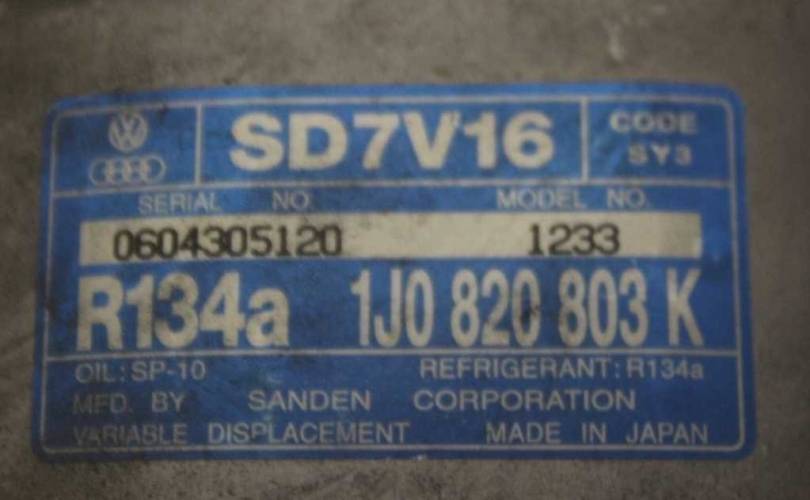 SD7V16 CODE SY3
SERIAL NO MODEL NO.
0604305120 1233
R134a 1J0 820 803 K
OIL: SP-10 REFRIGERANT: R134a
MFD. BY SANDEN CORPORATION
VARIABLE DISPLACEMENT MADE IN JAPAN